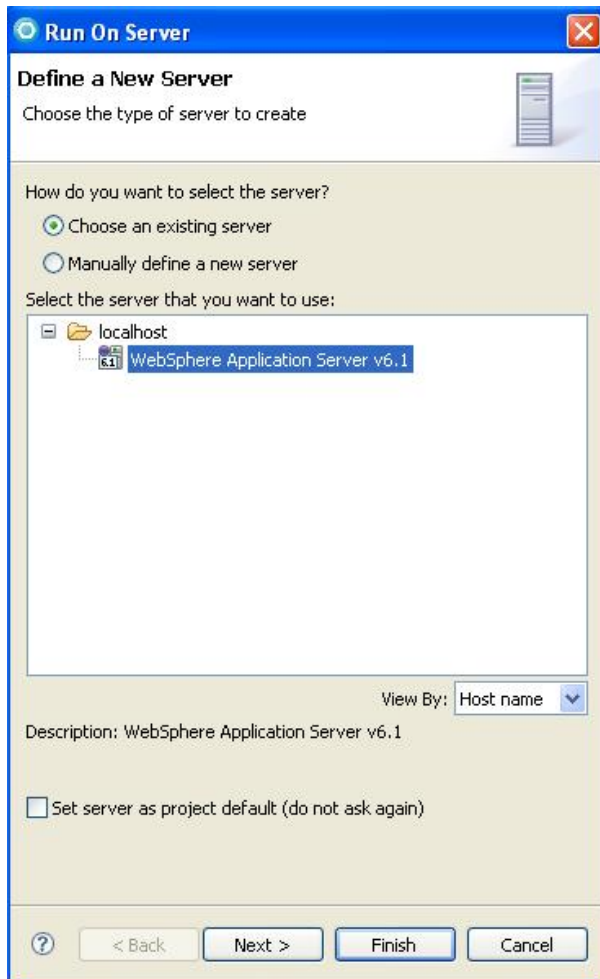 Run On Server
Define a New Server
Choose the type of server to create
How do you want to select the server?
Choose an existing server
Manually define a new server
Select the server that you want to use:
localhost
6.1 WebSphere Application Server v6.1
View By: Host name
Description: WebSphere Application Server v6.1
Set server as project default (do not ask again)
? < Back Next > Finish Cancel